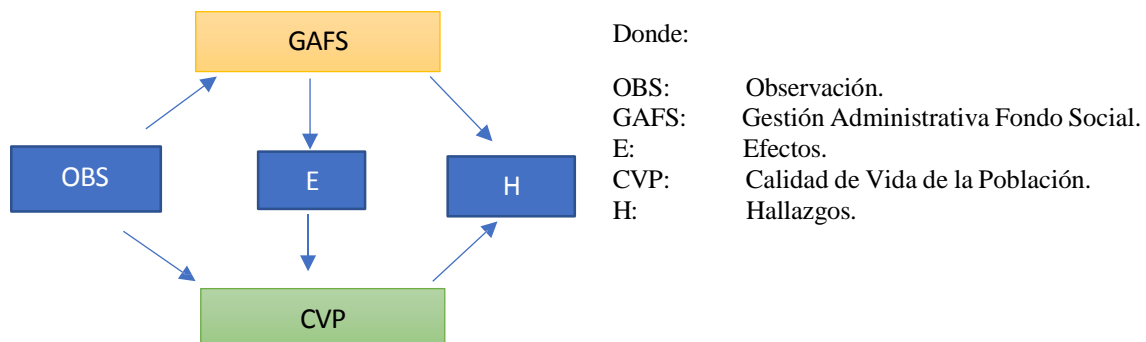 GAFS
OBS
E
H
CVP
Donde:
OBS: Observación.
GAFS: Gestión Administrativa Fondo Social.
E: Efectos.
CVP: Calidad de Vida de la Población.
H: Hallazgos.